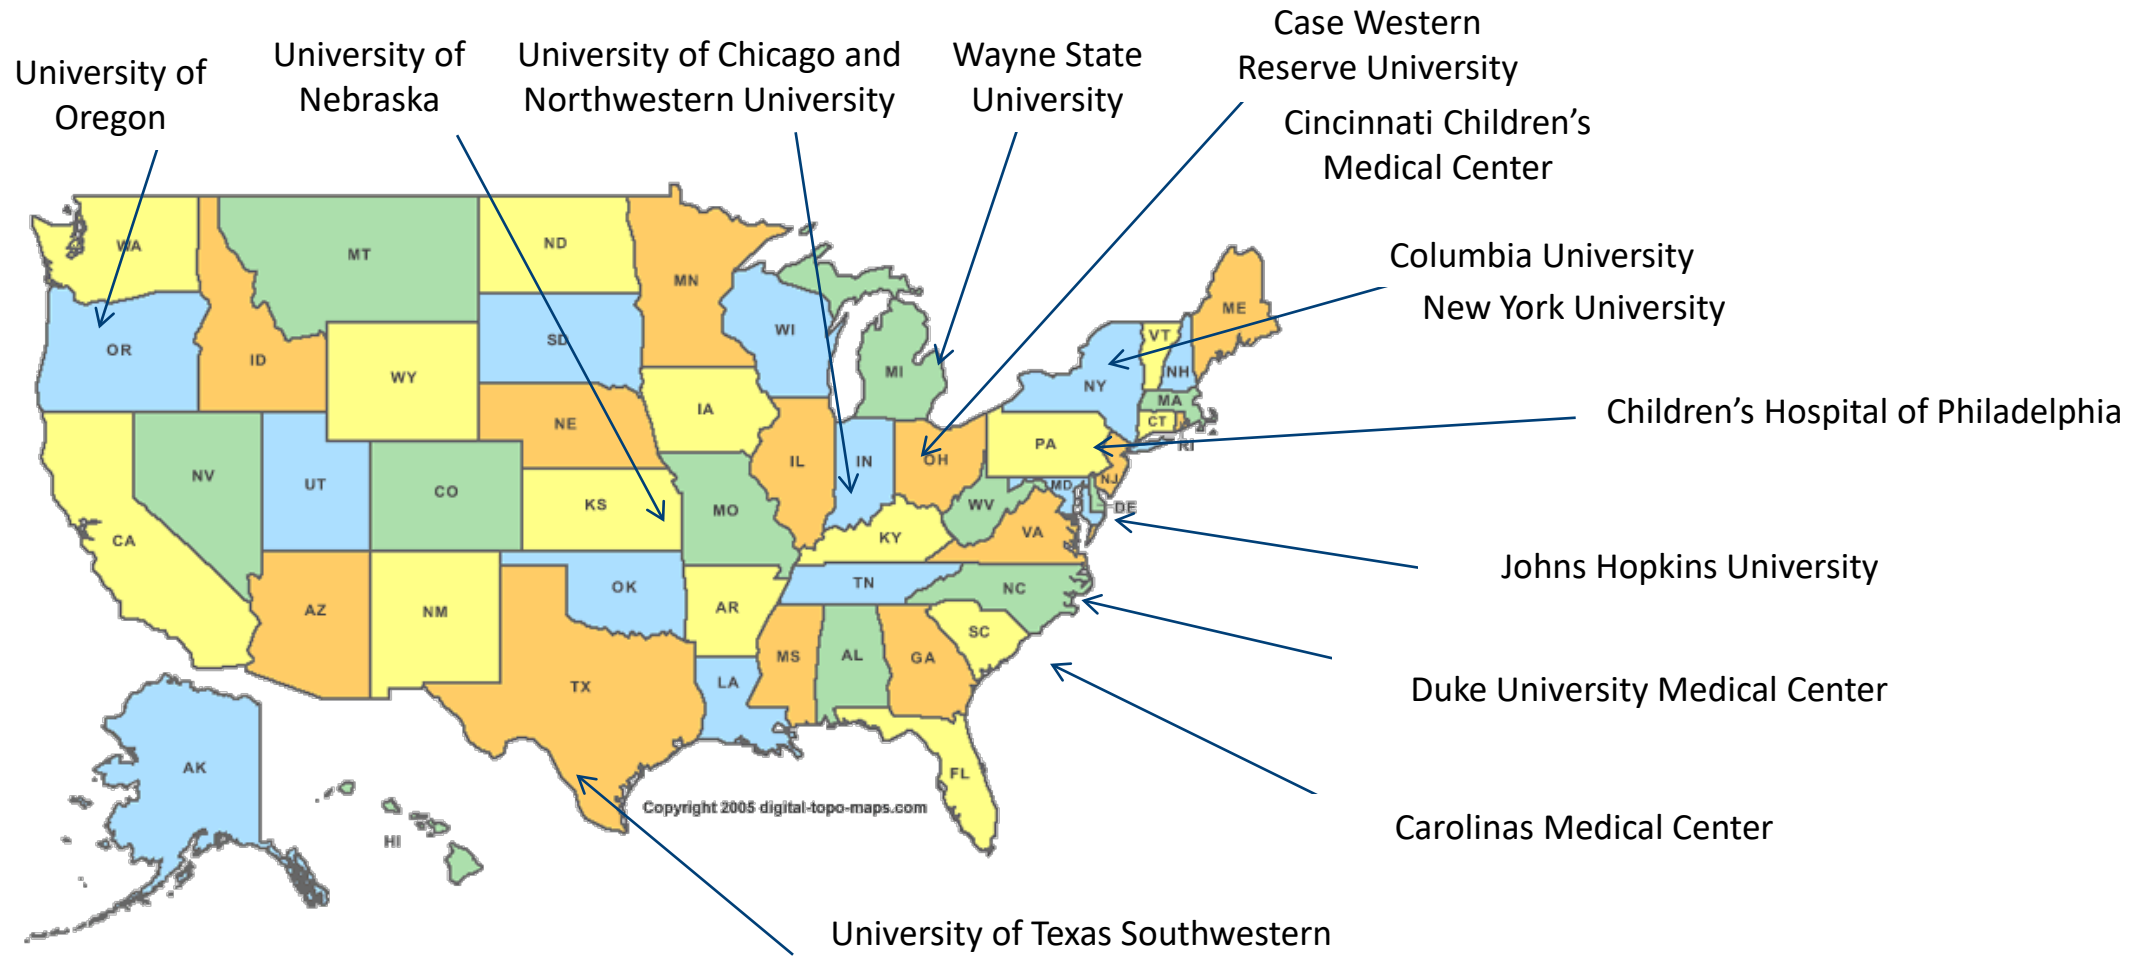 University of
Oregon
University of
Nebraska
University of Chicago and
Northwestern University
Wayne State
University
Case Western
Reserve University
Cincinnati Children’s
Medical Center
Columbia University
New York University
Children’s Hospital of Philadelphia
Johns Hopkins University
Duke University Medical Center
Carolinas Medical Center
University of Texas Southwestern
WA
MT
ND
MN
OR
ID
WY
SD
WI
MI
ME
VT
NH
NY
MA
CT
RI
NV
UT
CO
NE
IA
IL
IN
OH
PA
NJ
MD
DE
CA
KS
MO
KY
WV
VA
AZ
NM
OK
AR
TN
NC
SC
TX
LA
MS
AL
GA
FL
AK
HI
Copyright 2005 digital-topo-maps.com